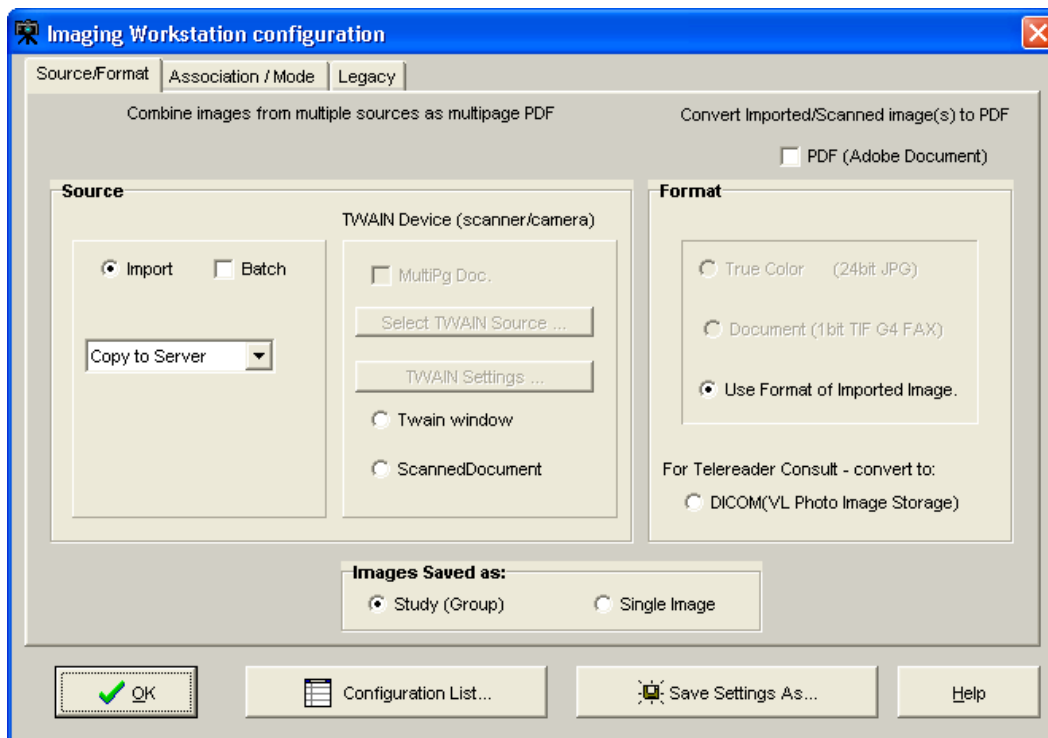 Imaging Workstation configuration
Source/Format
Association / Mode
Legacy
Combine images from multiple sources as multipage PDF
Convert Imported/Scanned image(s) to PDF
PDF (Adobe Document)
Source
TWAIN Device (scanner/camera)
Import
Batch
Copy to Server
MultiPg Doc.
Select TWAIN Source ...
TWAIN Settings ...
Twain window
ScannedDocument
Format
True Color (24bit JPG)
Document (1bit TIF G4 FAX)
Use Format of Imported Image.
For Telereader Consult - convert to:
DICOM(VL Photo Image Storage)
Images Saved as:
Study (Group)
Single Image
OK
Configuration List...
Save Settings As...
Help